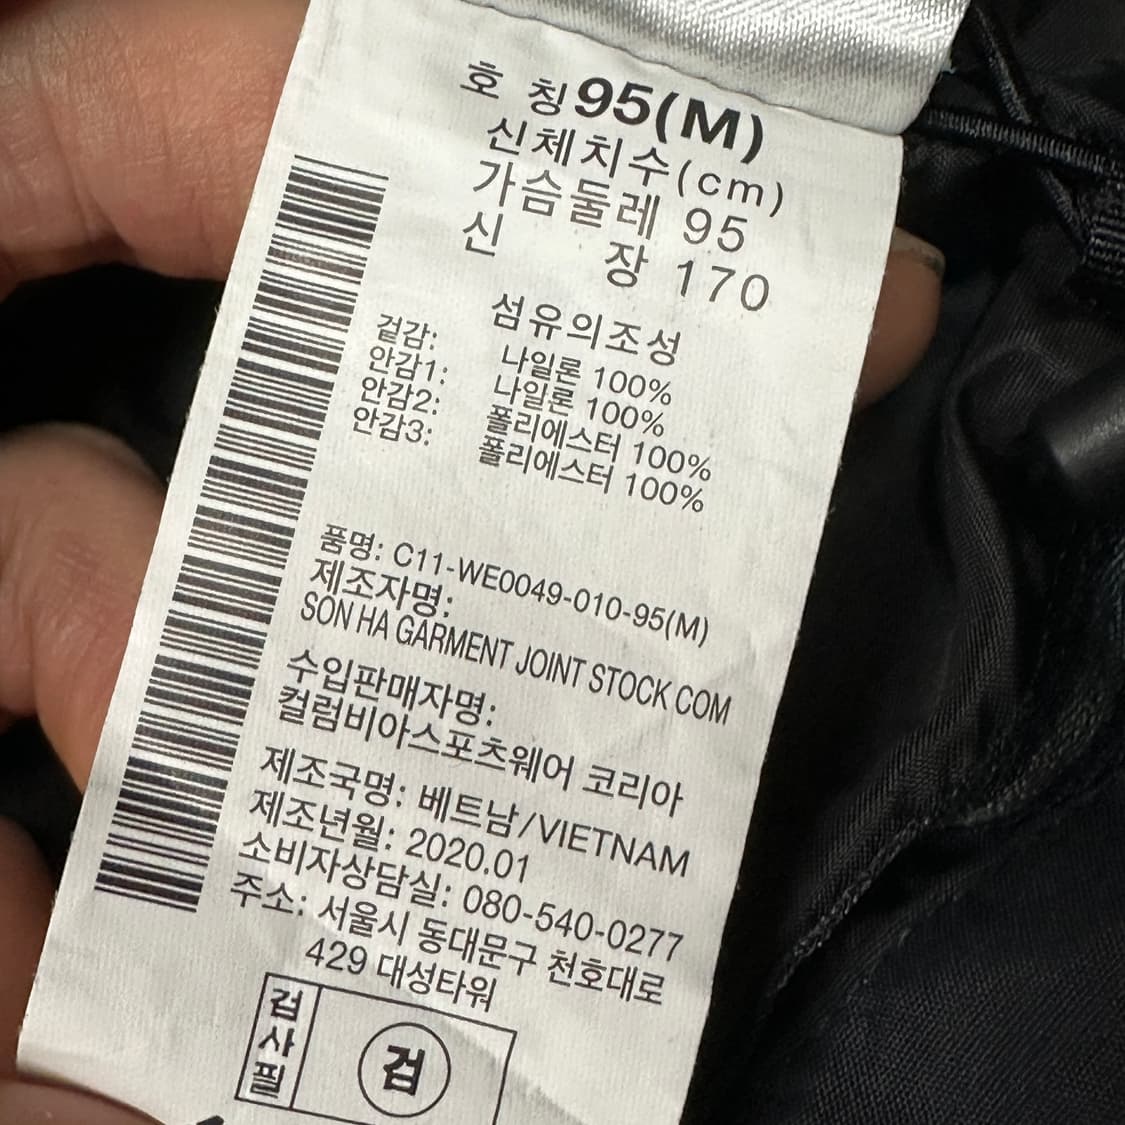 호 칭 95(M)
신체치수(cm)
가슴둘레 95
신 장 170
섬유의조성
겉감: 나일론 100%
안감1: 나일론 100%
안감2: 폴리에스터 100%
안감3: 폴리에스터 100%
품명: C11-WE0049-010-95(M)
제조자명:
SON HA GARMENT JOINT STOCK COM
수입판매자명:
컬럼비아스포츠웨어 코리아
제조국명: 베트남/VIETNAM
제조년월: 2020.01
소비자상담실: 080-540-0277
주소: 서울시 동대문구 천호대로
429 대성타워
검사필
검